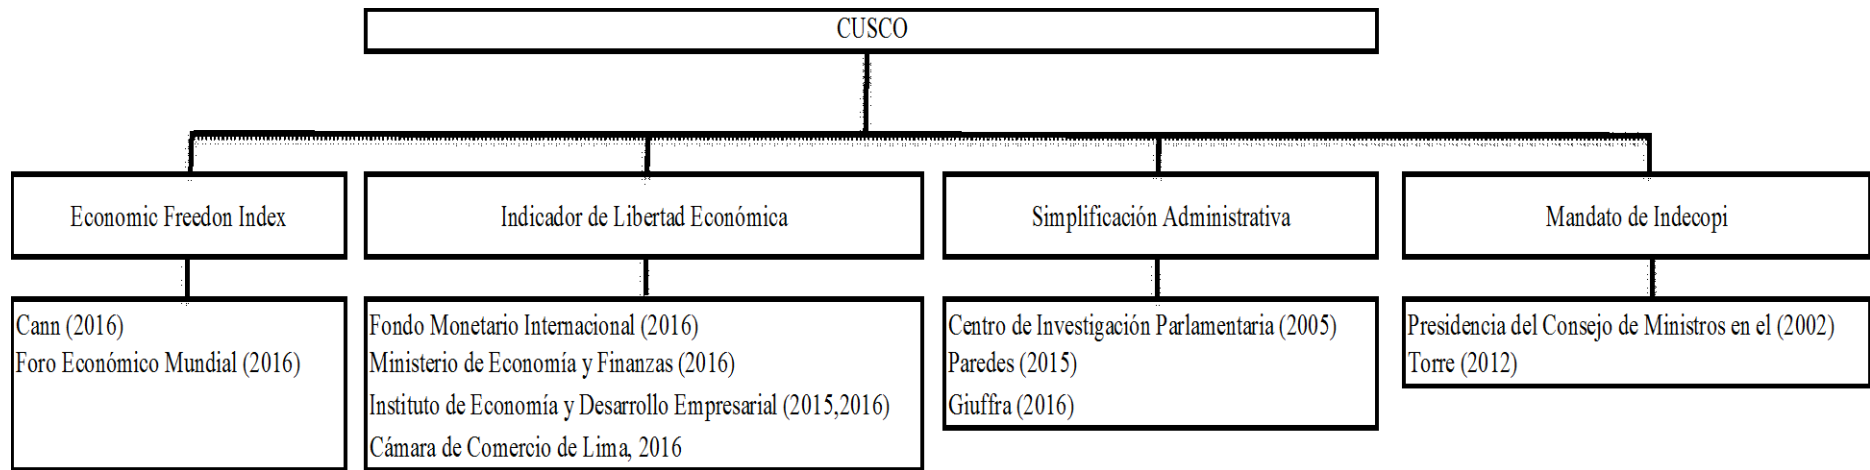 CUSCO
Economic Freedon Index
Indicador de Libertad Económica
Simplificación Administrativa
Mandato de Indecopi
Cann (2016)
Foro Económico Mundial (2016)
Fondo Monetario Internacional (2016)
Ministerio de Economía y Finanzas (2016)
Instituto de Economía y Desarrollo Empresarial (2015,2016)
Cámara de Comercio de Lima, 2016
Centro de Investigación Parlamentaria (2005)
Paredes (2015)
Giuffra (2016)
Presidencia del Consejo de Ministros en el (2002)
Torre (2012)